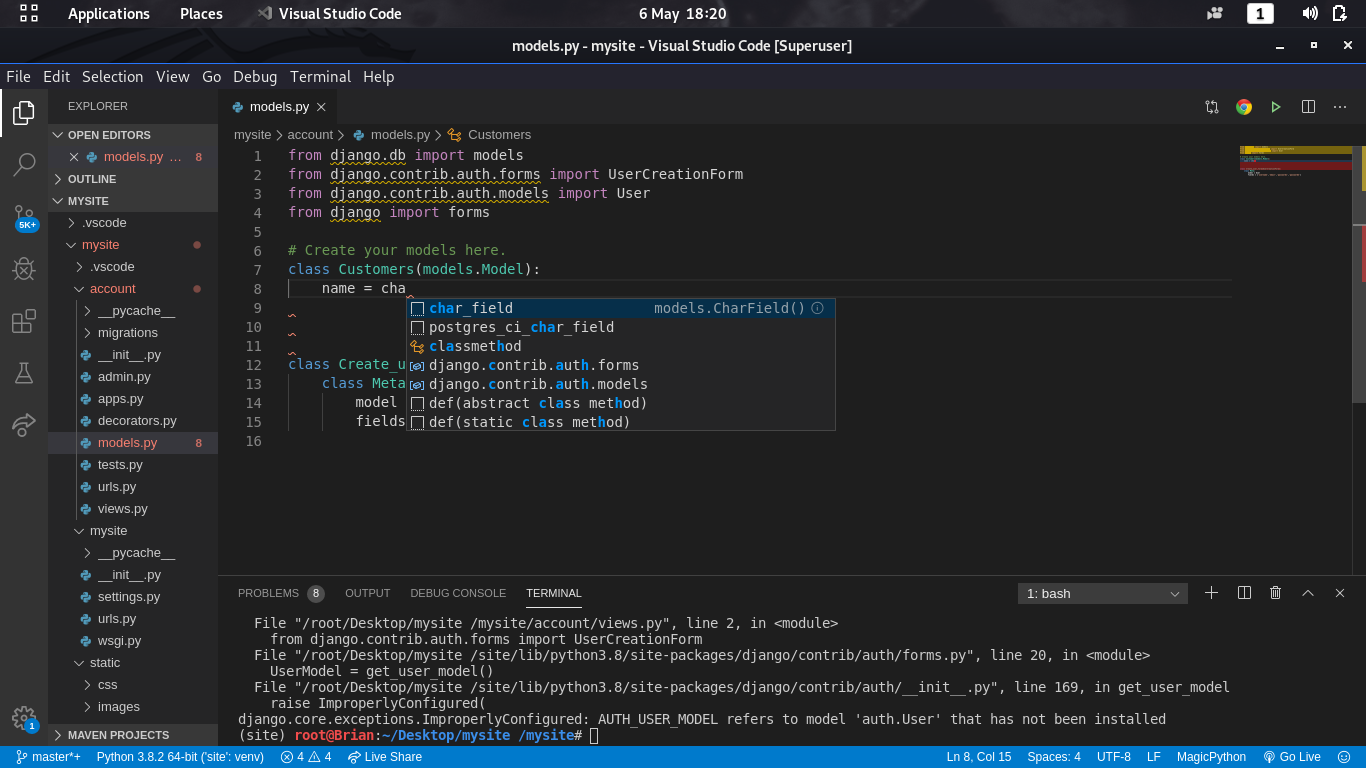 Applications Places Visual Studio Code 6 May 18:20 1
models.py - mysite - Visual Studio Code [Superuser]
File Edit Selection View Go Debug Terminal Help
EXPLORER
OPEN EDITORS
models.py ... 8
OUTLINE
MYSITE
.vscode
mysite
.vscode
account
__pycache__
migrations
__init__.py
admin.py
apps.py
decorators.py
models.py 8
tests.py
urls.py
views.py
mysite
__pycache__
__init__.py
settings.py
urls.py
wsgi.py
static
css
images
MAVEN PROJECTS
5K+
1
models.py
mysite account models.py Customers
1 from django.db import models
2 from django.contrib.auth.forms import UserCreationForm
3 from django.contrib.auth.models import User
4 from django import forms
5
6 # Create your models here.
7 class Customers(models.Model):
8 name = cha
9
10
11
12 class Create_u
13 class Meta
14 model
15 fields
16
char_field models.CharField()
postgres_ci_char_field
classmethod
django.contrib.auth.forms
django.contrib.auth.models
def(abstract class method)
def(static class method)
PROBLEMS 8 OUTPUT DEBUG CONSOLE TERMINAL 1: bash
File "/root/Desktop/mysite /mysite/account/views.py", line 2, in <module>
from django.contrib.auth.forms import UserCreationForm
File "/root/Desktop/mysite /site/lib/python3.8/site-packages/django/contrib/auth/forms.py", line 20, in <module>
UserModel = get_user_model()
File "/root/Desktop/mysite /site/lib/python3.8/site-packages/django/contrib/auth/__init__.py", line 169, in get_user_model
raise ImproperlyConfigured(
django.core.exceptions.ImproperlyConfigured: AUTH_USER_MODEL refers to model 'auth.User' that has not been installed
(site) root@Brian:~/Desktop/mysite /mysite#
master*+ Python 3.8.2 64-bit ('site': venv) 4 4 Live Share Ln 8, Col 15 Spaces: 4 UTF-8 LF MagicPython Go Live